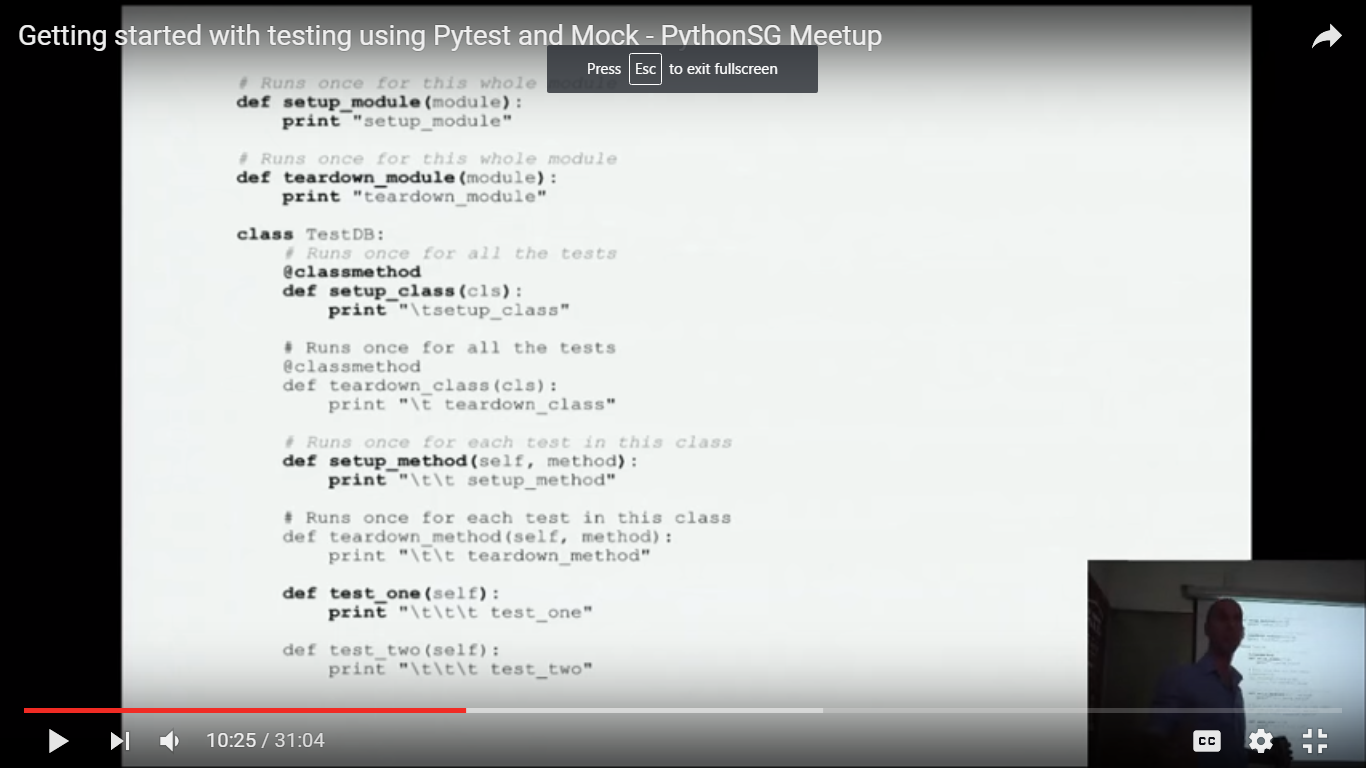 Getting started with testing using Pytest and Mock - PythonSG Meetup
Press Esc to exit fullscreen
# Runs once for this whole module
def setup_module(module):
    print "setup_module"
# Runs once for this whole module
def teardown_module(module):
    print "teardown_module"
class TestDB:
    # Runs once for all the tests
    @classmethod
    def setup_class(cls):
        print "\tsetup_class"
    # Runs once for all the tests
    @classmethod
    def teardown_class(cls):
        print "\t teardown_class"
    # Runs once for each test in this class
    def setup_method(self, method):
        print "\t\t setup_method"
    # Runs once for each test in this class
    def teardown_method(self, method):
        print "\t\t teardown_method"
    def test_one(self):
        print "\t\t\t test_one"
    def test_two(self):
        print "\t\t\t test_two"
10:25 / 31:04
CC